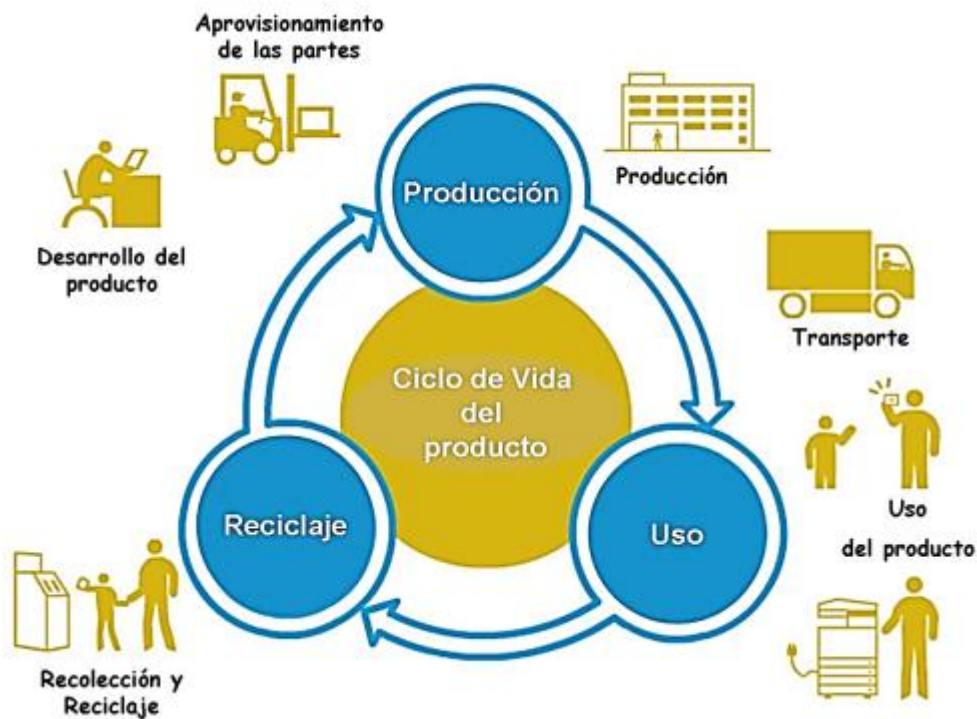 Aprovisionamiento
de las partes
Producción
Producción
Desarrollo del
producto
Transporte
Ciclo de Vida
del
producto
Reciclaje
Uso
Uso
del producto
Recolección y
Reciclaje